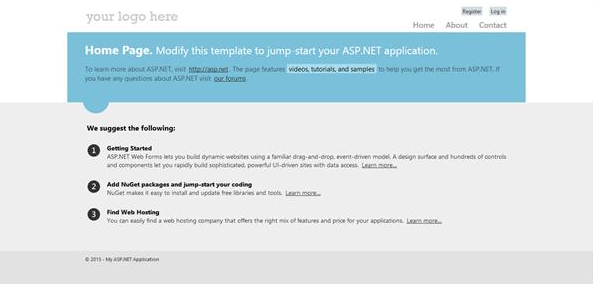 your logo here
Register Log in
Home About Contact
Home Page. Modify this template to jump-start your ASP.NET application.
To learn more about ASP.NET, visit http://asp.net. The page features videos, tutorials, and samples to help you get the most from ASP.NET. If
you have any questions about ASP.NET visit our forums.
We suggest the following:
1 Getting Started
ASP.NET Web Forms lets you build dynamic websites using a familiar drag-and-drop, event-driven model. A design surface and hundreds of controls
and components let you rapidly build sophisticated, powerful UI-driven sites with data access. Learn more...
2 Add NuGet packages and jump-start your coding
NuGet makes it easy to install and update free libraries and tools. Learn more...
3 Find Web Hosting
You can easily find a web hosting company that offers the right mix of features and price for your applications. Learn more...
© 2015 - My ASP.NET Application